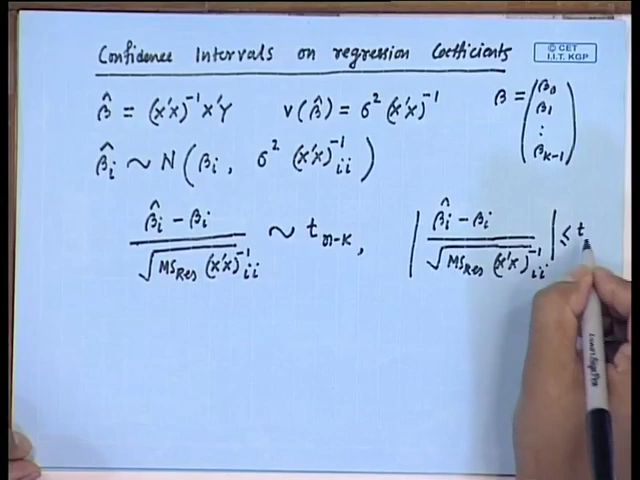 Confidence Intervals on regression Coefficients
© CET
I.I.T. KGP
β̂ = (x'x)⁻¹x'Y    V(β̂) = σ² (x'x)⁻¹    β = (β₀ β₁ : βₖ₋₁)
β̂ᵢ ~ N(βᵢ, σ² (x'x)⁻¹ᵢᵢ)
(β̂ᵢ − βᵢ) / √(MS_Res (x'x)⁻¹ᵢᵢ) ~ t_{n-k},    |(β̂ᵢ − βᵢ) / √(MS_Res (x'x)⁻¹ᵢᵢ)| ≤ t